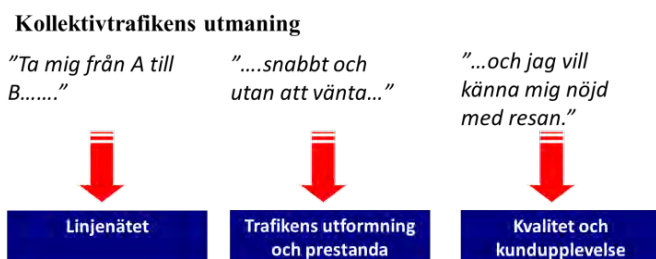 Kollektivtrafikens utmaning
”Ta mig från A till
B…….”
”….snabbt och
utan att vänta…”
”…och jag vill
känna mig nöjd
med resan.”
Linjenätet
Trafikens utformning
och prestanda
Kvalitet och
kundupplevelse